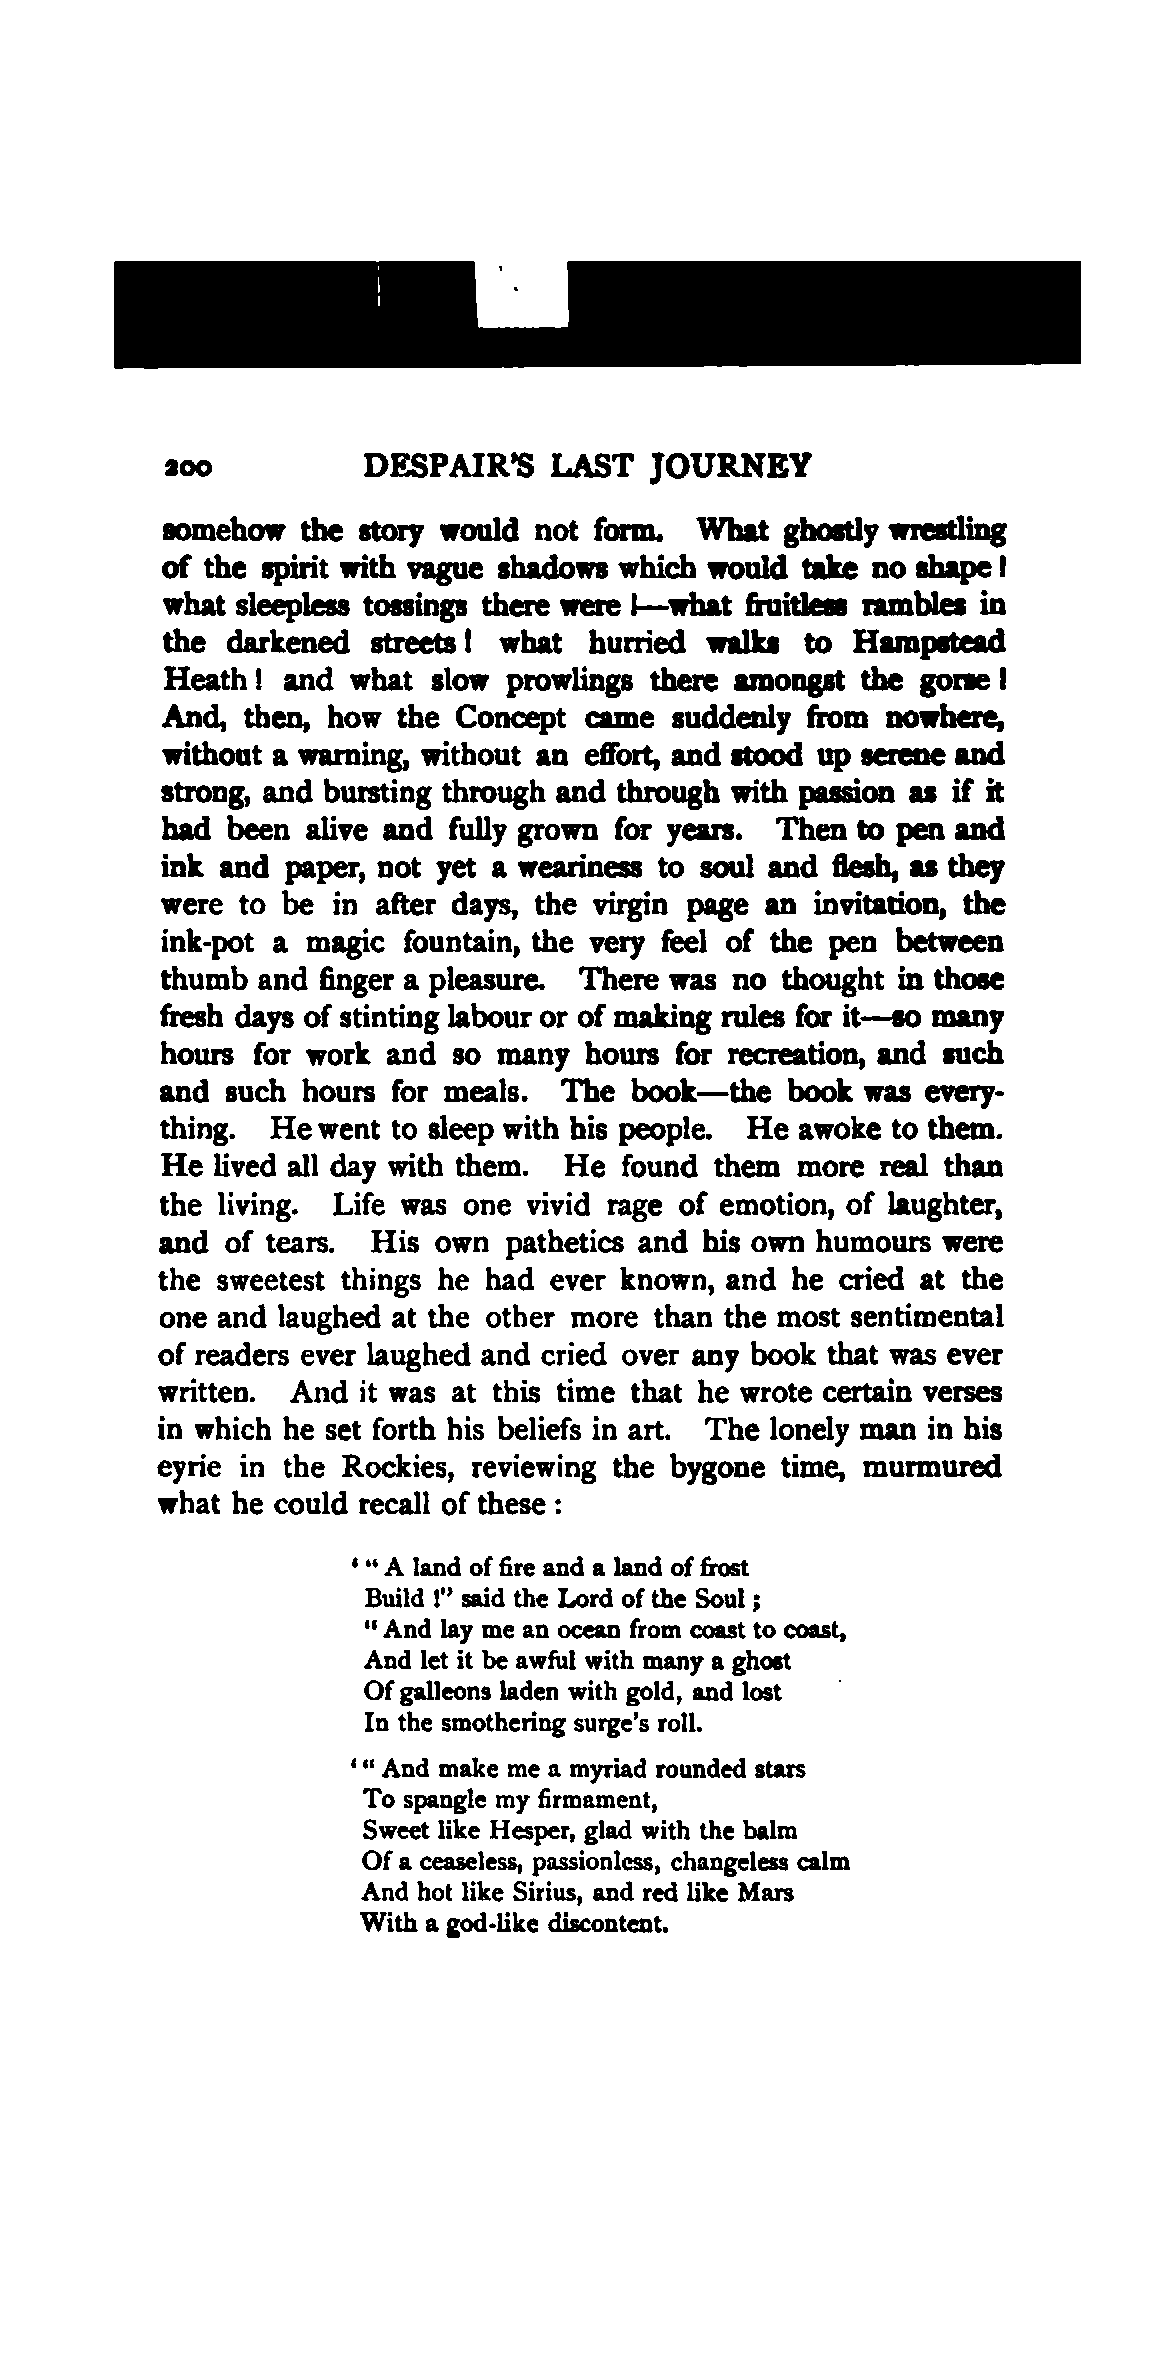 200 DESPAIR'S LAST JOURNEY
somehow the story would not form. What ghostly wrestling
of the spirit with vague shadows which would take no shape!
what sleepless tossings there were!—what fruitless rambles in
the darkened streets! what hurried walks to Hampstead
Heath! and what slow prowlings there amongst the gorse!
And, then, how the Concept came suddenly from nowhere,
without a warning, without an effort, and stood up serene and
strong, and bursting through and through with passion as if it
had been alive and fully grown for years. Then to pen and
ink and paper, not yet a weariness to soul and flesh, as they
were to be in after days, the virgin page an invitation, the
ink-pot a magic fountain, the very feel of the pen between
thumb and finger a pleasure. There was no thought in those
fresh days of stinting labour or of making rules for it—so many
hours for work and so many hours for recreation, and such
and such hours for meals. The book—the book was every-
thing. He went to sleep with his people. He awoke to them.
He lived all day with them. He found them more real than
the living. Life was one vivid rage of emotion, of laughter,
and of tears. His own pathetics and his own humours were
the sweetest things he had ever known, and he cried at the
one and laughed at the other more than the most sentimental
of readers ever laughed and cried over any book that was ever
written. And it was at this time that he wrote certain verses
in which he set forth his beliefs in art. The lonely man in his
eyrie in the Rockies, reviewing the bygone time, murmured
what he could recall of these:
‘“A land of fire and a land of frost
Build!” said the Lord of the Soul;
“And lay me an ocean from coast to coast,
And let it be awful with many a ghost
Of galleons laden with gold, and lost
In the smothering surge's roll.
‘“And make me a myriad rounded stars
To spangle my firmament,
Sweet like Hesper, glad with the balm
Of a ceaseless, passionless, changeless calm
And hot like Sirius, and red like Mars
With a god-like discontent.